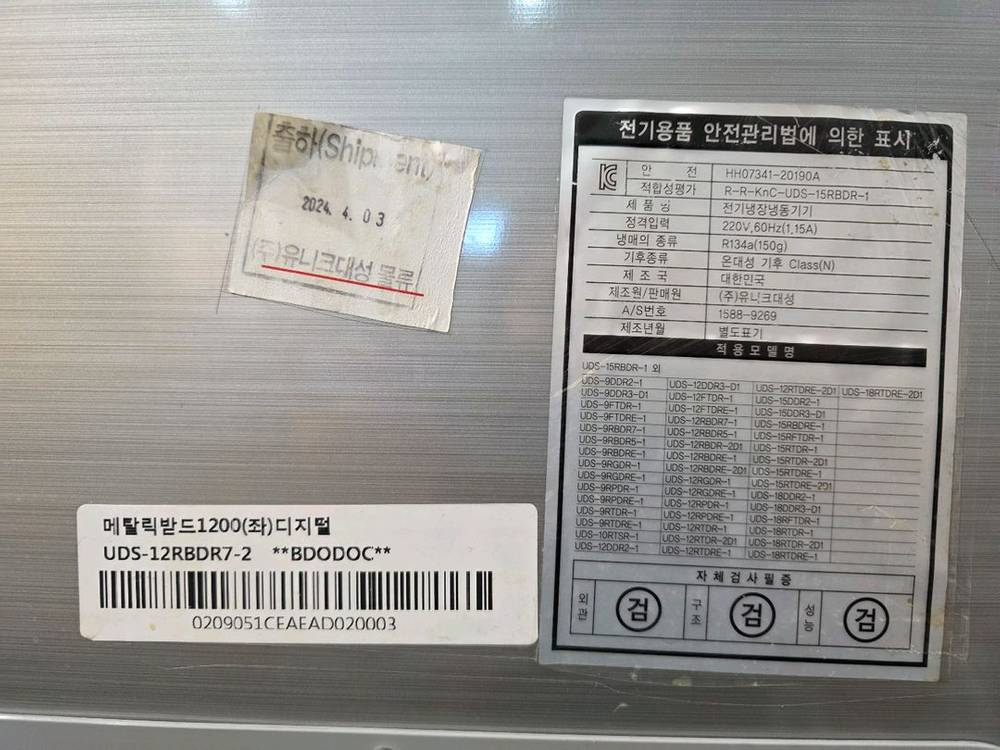 출하(Shipment)
2024. 4. 03
(주)유니크대성 물류
전기용품 안전관리법에 의한 표시
안 전 HH07341-20190A
적합성평가 R-R-KnC-UDS-15RBDR-1
제 품 명 전기냉장냉동기기
정격입력 220V,60Hz(1.15A)
냉매의 종류 R134a(150g)
기후종류 온대성 기후 Class(N)
제 조 국 대한민국
제조원/판매원 (주)유니크대성
A/S번호 1588-9269
제조년월 별도표기
적 용 모 델 명
UDS-15RBDR-1 외
UDS-9DDR2-1 UDS-12DDR3-D1 UDS-12RTDRE-2D1 UDS-18RTDRE-2D1
UDS-9DDR3-D1 UDS-12FTDR-1 UDS-15DDR2-1
UDS-9FTDR-1 UDS-12FTDRE-1 UDS-15DDR3-D1
UDS-9FTDRE-1 UDS-12RBDR7-1 UDS-15RBDRE-1
UDS-9RBDR7-1 UDS-12RBDR5-1 UDS-15RFTDR-1
UDS-9RBDR5-1 UDS-12RBDR-2D1 UDS-15RTDR-1
UDS-9RBDRE-1 UDS-12RBDRE-1 UDS-15RTDR-2D1
UDS-9RGDR-1 UDS-12RBDRE-2D1 UDS-15RTDRE-1
UDS-9RGDRE-1 UDS-12RGDR-1 UDS-15RTDRE-2D1
UDS-9RPDR-1 UDS-12RGDRE-1 UDS-18DDR2-1
UDS-9RPDRE-1 UDS-12RPDR-1 UDS-18DDR3-D1
UDS-9RTDR-1 UDS-12RPDRE-1 UDS-18RFTDR-1
UDS-9RTDRE-1 UDS-12RTDR-1 UDS-18RTDR-1
UDS-10RTSR-1 UDS-12RTDR-2D1 UDS-18RTDR-2D1
UDS-12DDR2-1 UDS-12RTDRE-1 UDS-18RTDRE-1
자 체 검 사 필 증
외관 검 구조 검 성능 검
메탈릭받드1200(좌)디지털
UDS-12RBDR7-2 **BDODOC**
0209051CEAEAD020003